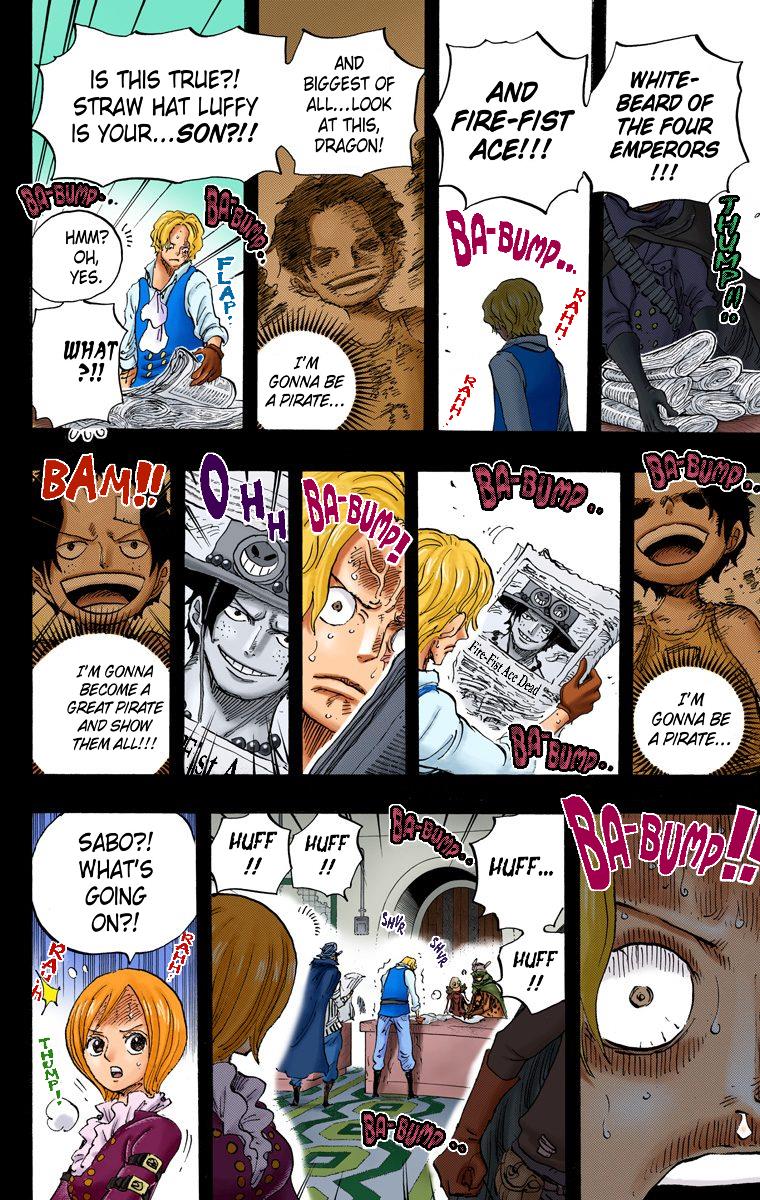 WHITE-
BEARD OF
THE FOUR
EMPERORS
!!!
THUMP!!
AND
FIRE-FIST
ACE!!!
BA-BUMP...
RAHH!
RAHH!
AND
BIGGEST OF
ALL...LOOK
AT THIS,
DRAGON!
IS THIS TRUE?!
STRAW HAT LUFFY
IS YOUR...SON?!!
BA-BUMP..
I'M
GONNA BE
A PIRATE...
BA-BUMP..
HMM?
OH,
YES.
FLAP.
WHAT
?!!
BA-BUMP..
I'M
GONNA BE
A PIRATE...
BA-BUMP..
Fire-Fist Ace Dead
BA-BUMP..
BA-BUMP!
OHH
Fist A
BAM!!
I'M GONNA
BECOME A
GREAT PIRATE
AND SHOW
THEM ALL!!!
BA-BUMP!!
HUFF...
HUFF
!!
BA-BUMP..
HUFF
!!
HUFF
!!
SHVR
SHVR
BA-BUMP..
SABO?!
WHAT'S
GOING
ON?!
RAHH!
RAHH!
THUMP!